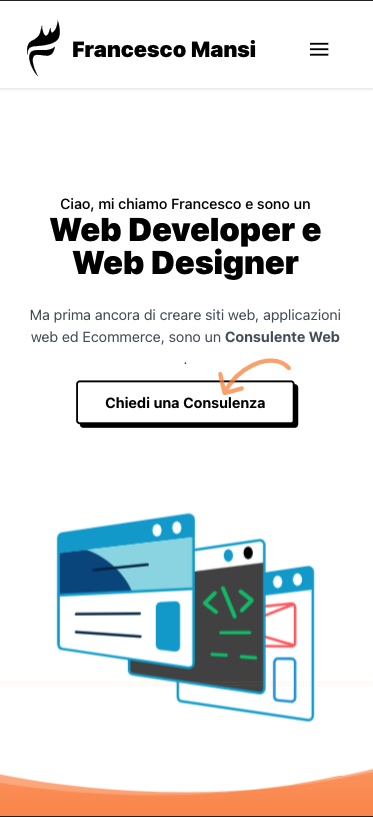 Francesco Mansi
Ciao, mi chiamo Francesco e sono un
Web Developer e
Web Designer
Ma prima ancora di creare siti web, applicazioni
web ed Ecommerce, sono un Consulente Web
.
Chiedi una Consulenza
</>